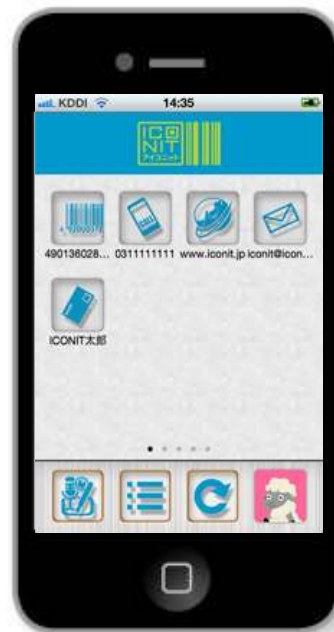 KDDI 14:35
ICO
NIT
アイコニット
490136028... 0311111111 www.iconit.jp iconit@icon...
ICONIT太郎